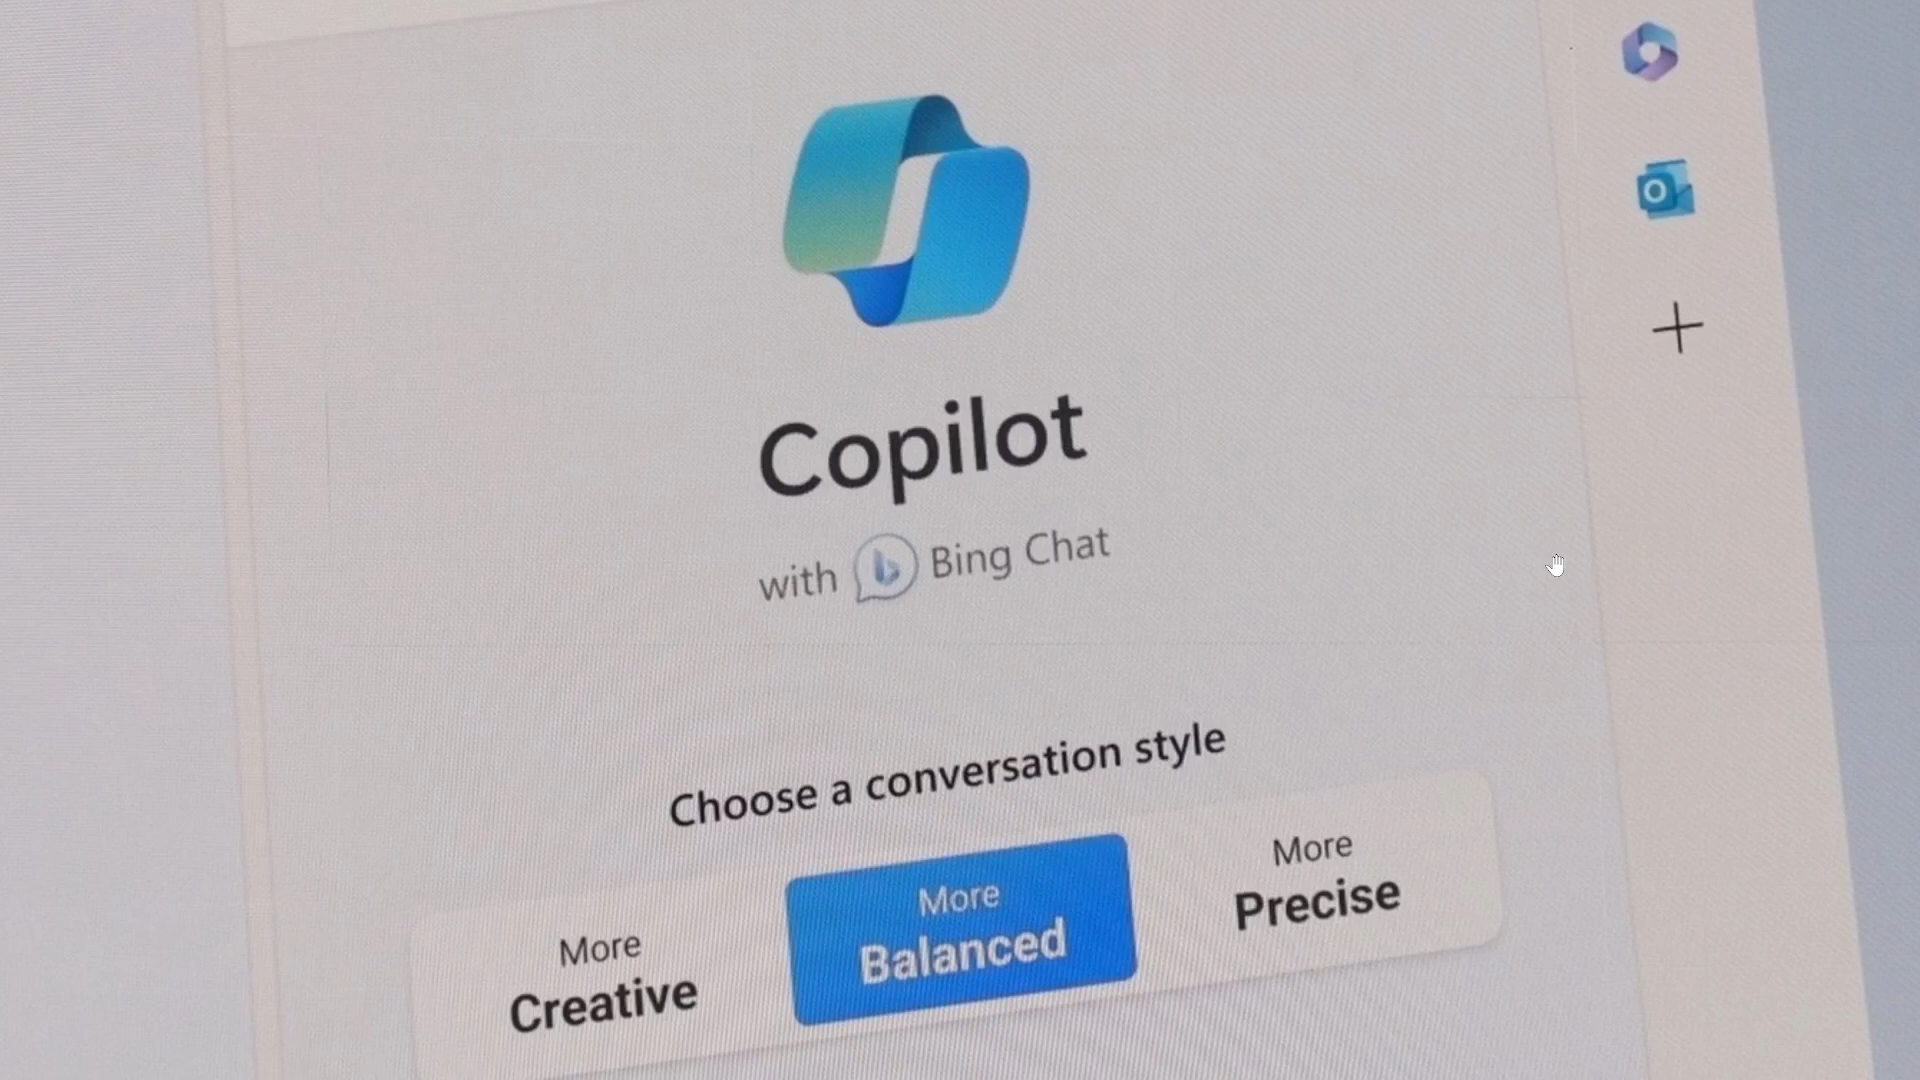 Copilot
with Bing Chat
Choose a conversation style
More
Creative
More
Balanced
More
Precise